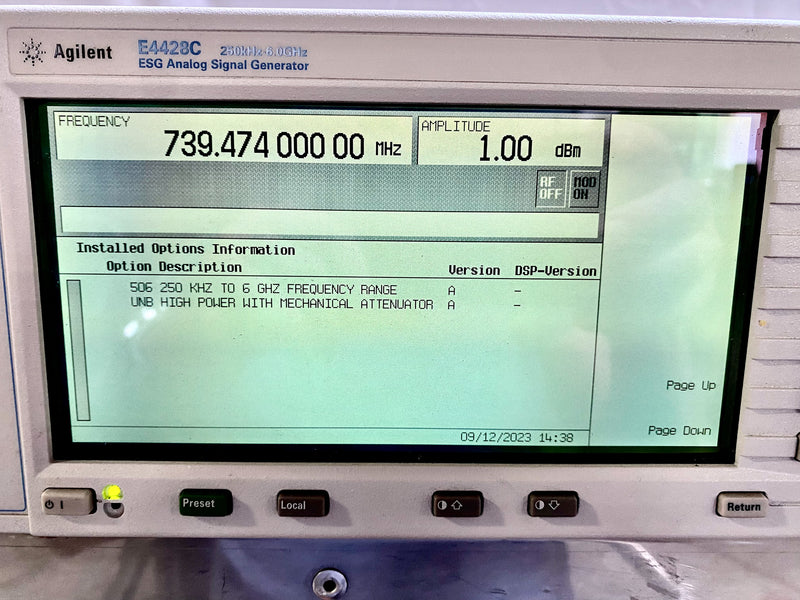 Agilent E4428C 250kHz-6.0GHz
ESG Analog Signal Generator
FREQUENCY
739.474 000 00 MHz
AMPLITUDE
1.00 dBm
RF OFF
MOD ON
Installed Options Information
Option Description Version DSP-Version
506 250 KHZ TO 6 GHZ FREQUENCY RANGE A -
UNB HIGH POWER WITH MECHANICAL ATTENUATOR A -
Page Up
Page Down
09/12/2023 14:38
Preset
Local
Return